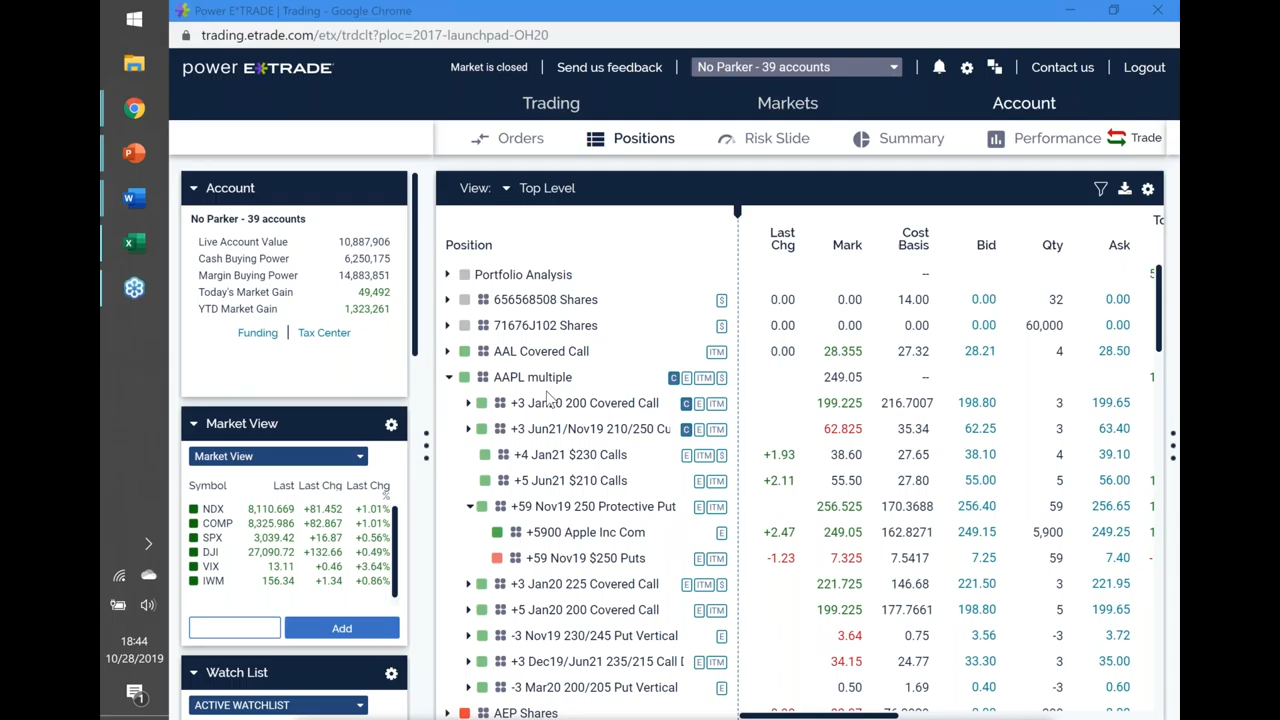 Power E*TRADE | Trading - Google Chrome
trading.etrade.com/etx/trdclt?ploc=2017-launchpad-OH20
power E*TRADE
Market is closed
Send us feedback
No Parker - 39 accounts
Contact us
Logout
Trading
Markets
Account
Orders
Positions
Risk Slide
Summary
Performance
Trade
Account
No Parker - 39 accounts
Live Account Value 10,887,906
Cash Buying Power 6,250,175
Margin Buying Power 14,883,851
Today's Market Gain 49,492
YTD Market Gain 1,323,261
Funding | Tax Center
Market View
Market View
Symbol Last Last Chg Last Chg %
NDX 8,110.669 +81.452 +1.01%
COMP 8,325.986 +82.867 +1.01%
SPX 3,039.42 +16.87 +0.56%
DJI 27,090.72 +132.66 +0.49%
VIX 13.11 +0.46 +3.64%
IWM 156.34 +1.34 +0.86%
Add
Watch List
ACTIVE WATCHLIST
View: Top Level
Position Last Chg Mark Cost Basis Bid Qty Ask
Portfolio Analysis --
656568508 Shares $ 0.00 0.00 14.00 0.00 32 0.00
71676J102 Shares $ 0.00 0.00 0.00 0.00 60,000 0.00
AAL Covered Call ITM 0.00 28.355 27.32 28.21 4 28.50
AAPL multiple C E ITM $ 249.05 -- 1
+3 Jan20 200 Covered Call C E ITM 199.225 216.7007 198.80 3 199.65
+3 Jun21/Nov19 210/250 Cu C E ITM 62.825 35.34 62.25 3 63.40
+4 Jan21 $230 Calls E ITM $ +1.93 38.60 27.65 38.10 4 39.10
+5 Jun21 $210 Calls E ITM +2.11 55.50 27.80 55.00 5 56.00 1
+59 Nov19 250 Protective Put E ITM 256.525 170.3688 256.40 59 256.65 1
+5900 Apple Inc Com E +2.47 249.05 162.8271 249.15 5,900 249.25 1
+59 Nov19 $250 Puts E ITM -1.23 7.325 7.5417 7.25 59 7.40 -
+3 Jan20 225 Covered Call E ITM $ 221.725 146.68 221.50 3 221.95
+5 Jan20 200 Covered Call E ITM 199.225 177.7661 198.80 5 199.65
-3 Nov19 230/245 Put Vertical E 3.64 0.75 3.56 -3 3.72
+3 Dec19/Jun21 235/215 Call E ITM 34.15 24.77 33.30 3 35.00
-3 Mar20 200/205 Put Vertical E 0.50 1.69 0.40 -3 0.60
AEP Shares
18:44
10/28/2019
1